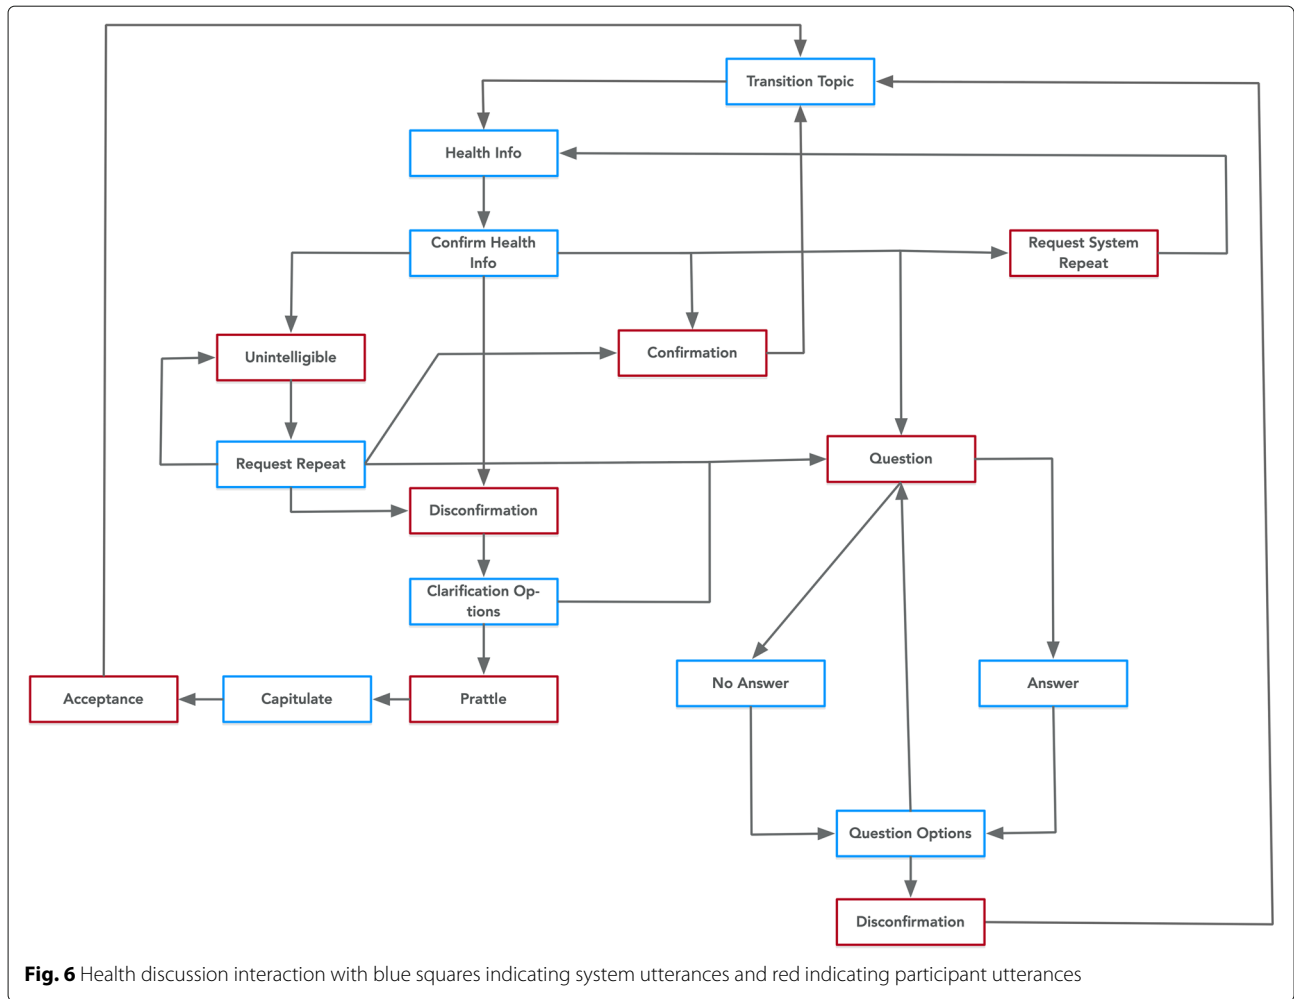 Transition Topic
Health Info
Confirm Health
Info
Request System
Repeat
Unintelligible
Confirmation
Request Repeat
Question
Disconfirmation
Clarification Op-
tions
No Answer
Answer
Acceptance
Capitulate
Prattle
Question Options
Disconfirmation
Fig. 6 Health discussion interaction with blue squares indicating system utterances and red indicating participant utterances